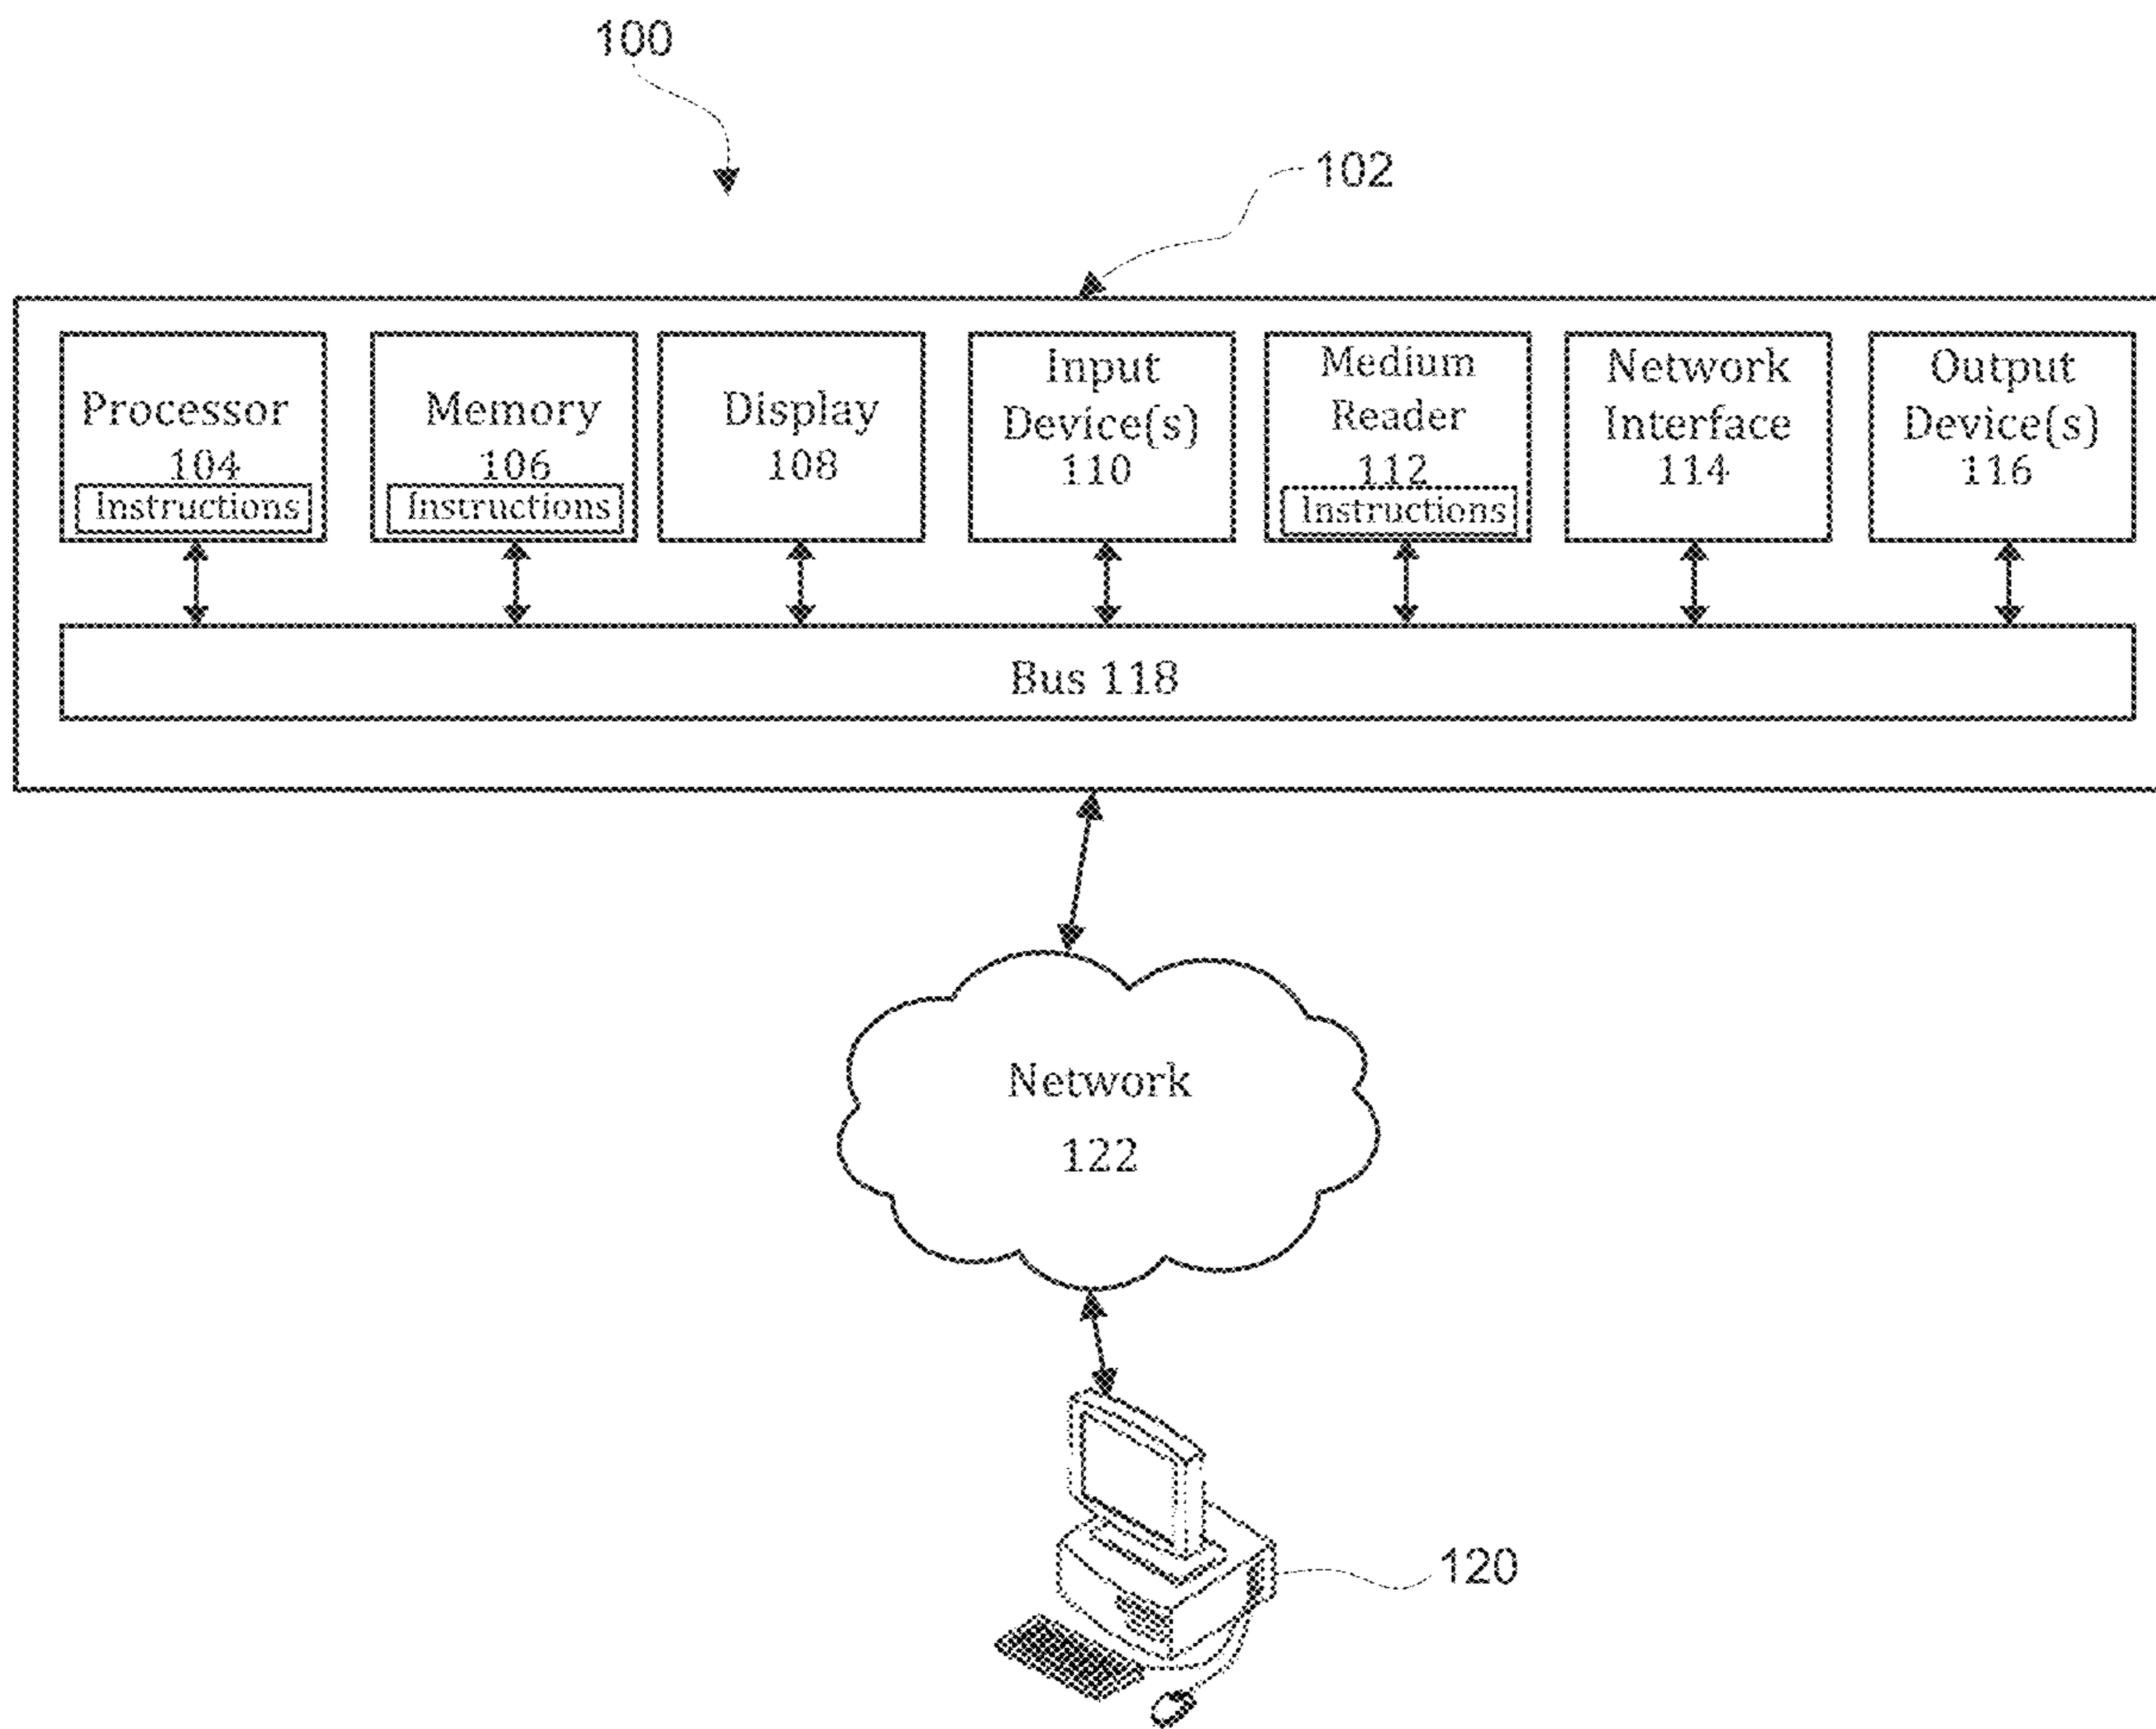 100
102
Processor
104
Instructions
Memory
106
Instructions
Display
108
Input
Device(s)
110
Medium
Reader
112
Instructions
Network
Interface
114
Output
Device(s)
116
Bus 118
Network
122
120